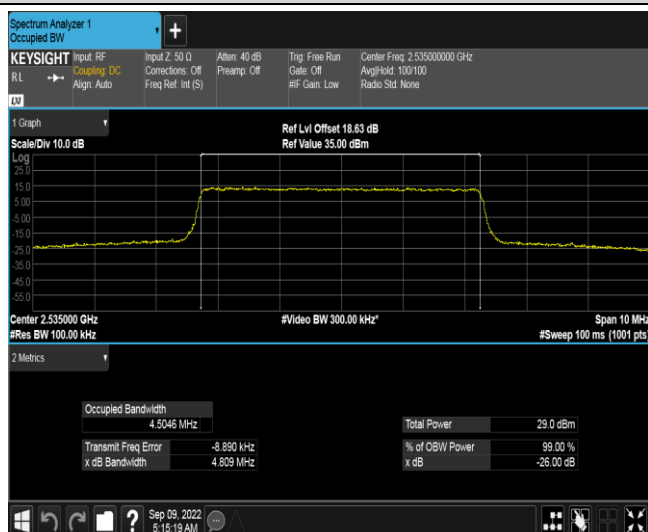 Spectrum Analyzer 1
Occupied BW
KEYSIGHT
RL
LXI
Input: RF
Coupling: DC
Align: Auto
Input Z: 50 Ω
Corrections: Off
Freq Ref: Int (S)
Atten: 40 dB
Preamp: Off
Trig: Free Run
Gate: Off
#IF Gain: Low
Center Freq: 2.535000000 GHz
Avg|Hold: 100/100
Radio Std: None
1 Graph
Scale/Div 10.0 dB
Ref Lvl Offset 18.63 dB
Ref Value 35.00 dBm
Log
25.0
15.0
5.00
-5.00
-15.0
-25.0
-35.0
-45.0
-55.0
Center 2.535000 GHz
#Res BW 100.00 kHz
#Video BW 300.00 kHz*
Span 10 MHz
#Sweep 100 ms (1001 pts)
2 Metrics
Occupied Bandwidth
4.5046 MHz
Transmit Freq Error -8.890 kHz
x dB Bandwidth 4.809 MHz
Total Power 29.0 dBm
% of OBW Power 99.00 %
x dB -26.00 dB
?
Sep 09, 2022
5:15:19 AM